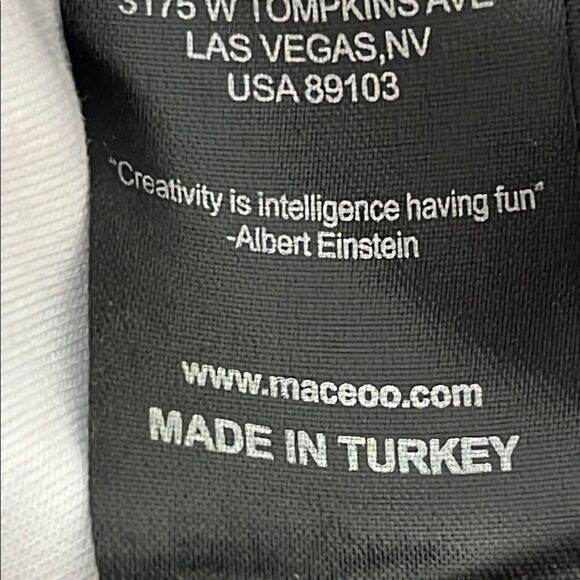 3175 W TOMPKINS AVE
LAS VEGAS,NV
USA 89103
"Creativity is intelligence having fun"
-Albert Einstein
www.maceoo.com
MADE IN TURKEY